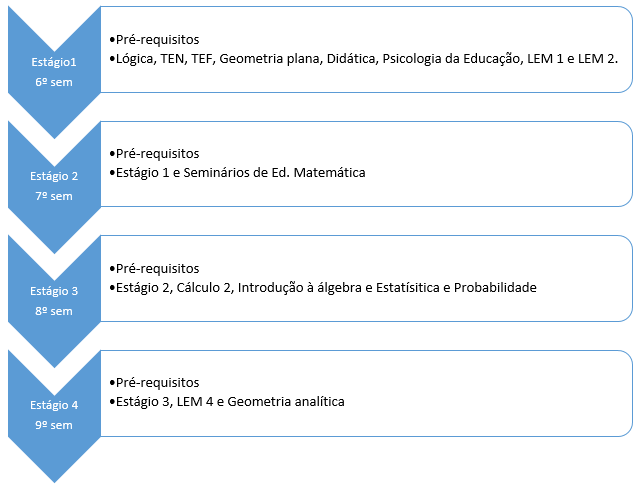 Estágio1
6º sem
•Pré-requisitos
•Lógica, TEN, TEF, Geometria plana, Didática, Psicologia da Educação, LEM 1 e LEM 2.
Estágio 2
7º sem
•Pré-requisitos
•Estágio 1 e Seminários de Ed. Matemática
Estágio 3
8º sem
•Pré-requisitos
•Estágio 2, Cálculo 2, Introdução à álgebra e Estatísitica e Probabilidade
Estágio 4
9º sem
•Pré-requisitos
•Estágio 3, LEM 4 e Geometria analítica